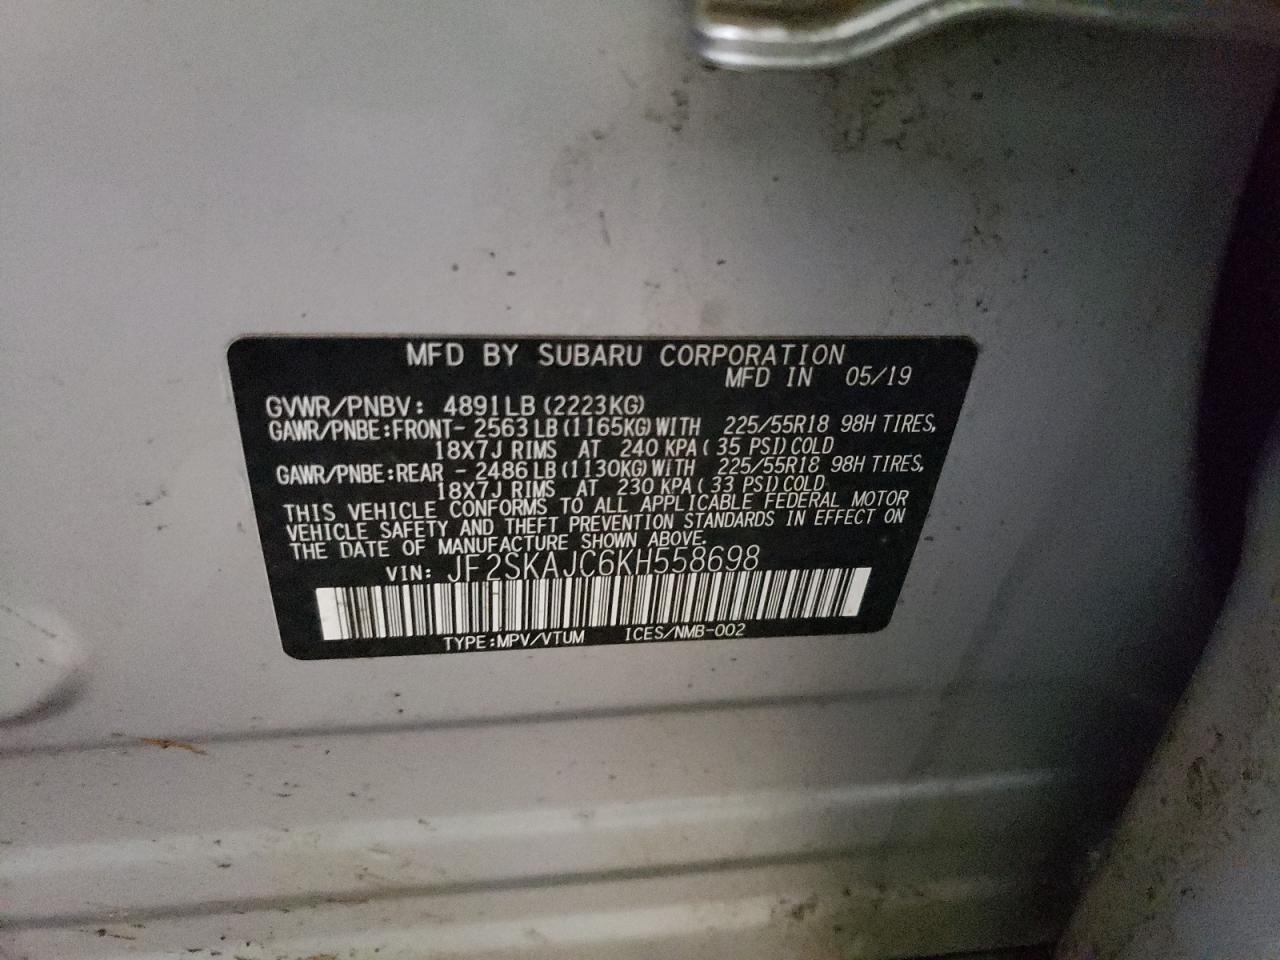 MFD BY SUBARU CORPORATION
MFD IN 05/19
GVWR/PNBV: 4891LB (2223KG)
GAWR/PNBE:FRONT- 2563LB (1165KG) WITH 225/55R18 98H TIRES,
18X7J RIMS AT 240 KPA ( 35 PSI) COLD
GAWR/PNBE:REAR - 2486LB (1130KG) WITH 225/55R18 98H TIRES,
18X7J RIMS AT 230 KPA ( 33 PSI) COLD
THIS VEHICLE CONFORMS TO ALL APPLICABLE FEDERAL MOTOR
VEHICLE SAFETY AND THEFT PREVENTION STANDARDS IN EFFECT ON
THE DATE OF MANUFACTURE SHOWN ABOVE.
VIN: JF2SKAJC6KH558698
TYPE:MPV/VTUM ICES/NMB-002